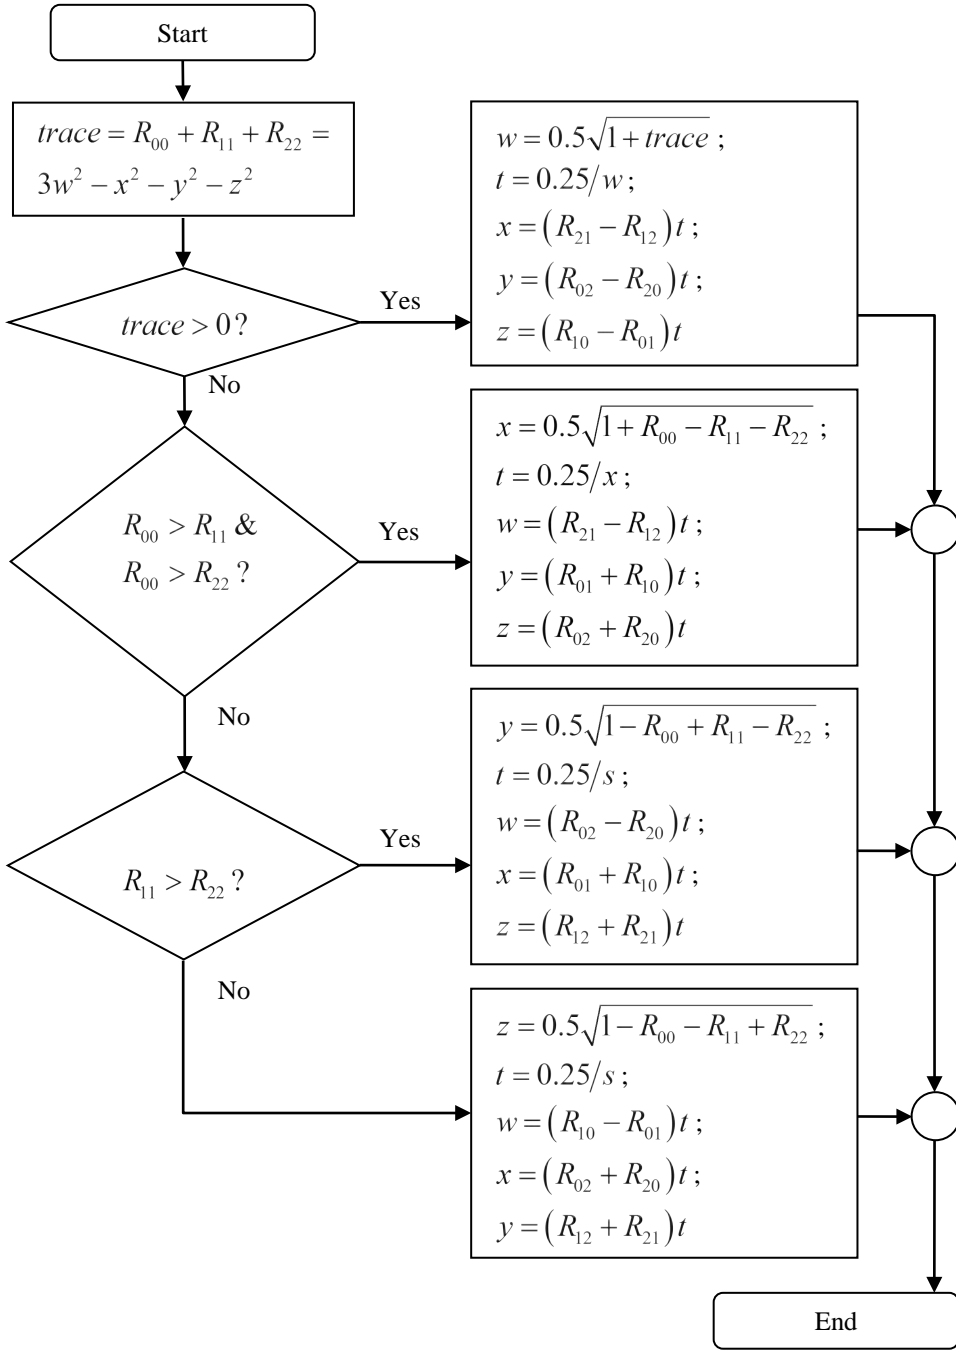 Start
trace = R₀₀ + R₁₁ + R₂₂ =
3w² − x² − y² − z²
trace > 0 ?
Yes
No
w = 0.5√(1 + trace) ;
t = 0.25/w ;
x = (R₂₁ − R₁₂)t ;
y = (R₀₂ − R₂₀)t ;
z = (R₁₀ − R₀₁)t
R₀₀ > R₁₁ &
R₀₀ > R₂₂ ?
Yes
No
x = 0.5√(1 + R₀₀ − R₁₁ − R₂₂) ;
t = 0.25/x ;
w = (R₂₁ − R₁₂)t ;
y = (R₀₁ + R₁₀)t ;
z = (R₀₂ + R₂₀)t
R₁₁ > R₂₂ ?
Yes
No
y = 0.5√(1 − R₀₀ + R₁₁ − R₂₂) ;
t = 0.25/s ;
w = (R₀₂ − R₂₀)t ;
x = (R₀₁ + R₁₀)t ;
z = (R₁₂ + R₂₁)t
z = 0.5√(1 − R₀₀ − R₁₁ + R₂₂) ;
t = 0.25/s ;
w = (R₁₀ − R₀₁)t ;
x = (R₀₂ + R₂₀)t ;
y = (R₁₂ + R₂₁)t
End